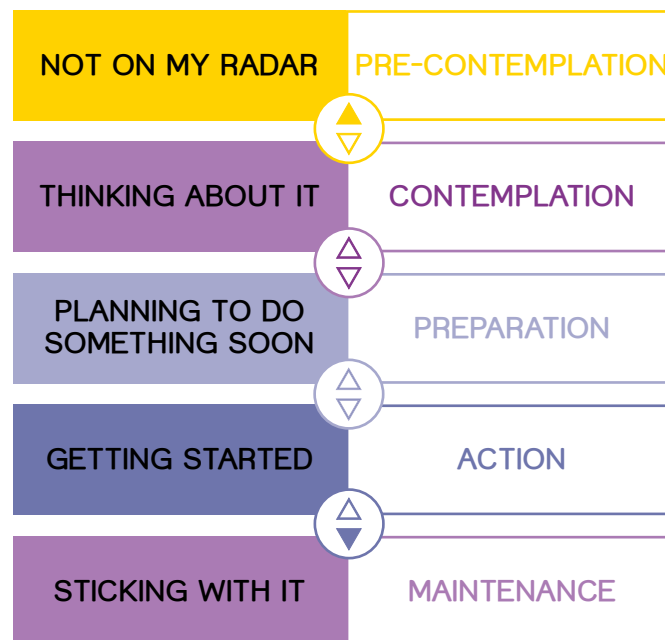 NOT ON MY RADAR
PRE-CONTEMPLATION
THINKING ABOUT IT
CONTEMPLATION
PLANNING TO DO
SOMETHING SOON
PREPARATION
GETTING STARTED
ACTION
STICKING WITH IT
MAINTENANCE